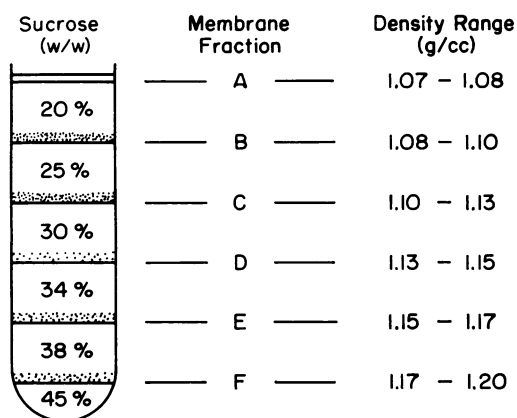 Sucrose (w/w)
Membrane Fraction
Density Range (g/cc)
A 1.07 – 1.08
20 %
B 1.08 – 1.10
25 %
C 1.10 – 1.13
30 %
D 1.13 – 1.15
34 %
E 1.15 – 1.17
38 %
F 1.17 – 1.20
45 %